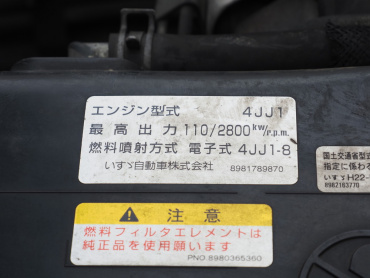 エンジン型式 4JJ1
最高出力 110/2800 kW/r.p.m.
燃料噴射方式 電子式 4JJ1-8
いすゞ自動車株式会社 8981789870
国土交通省型式
指定に係わる
いすゞH22-
8982163770
注意
燃料フィルタエレメントは
純正品を使用願います
PNO.8980365360